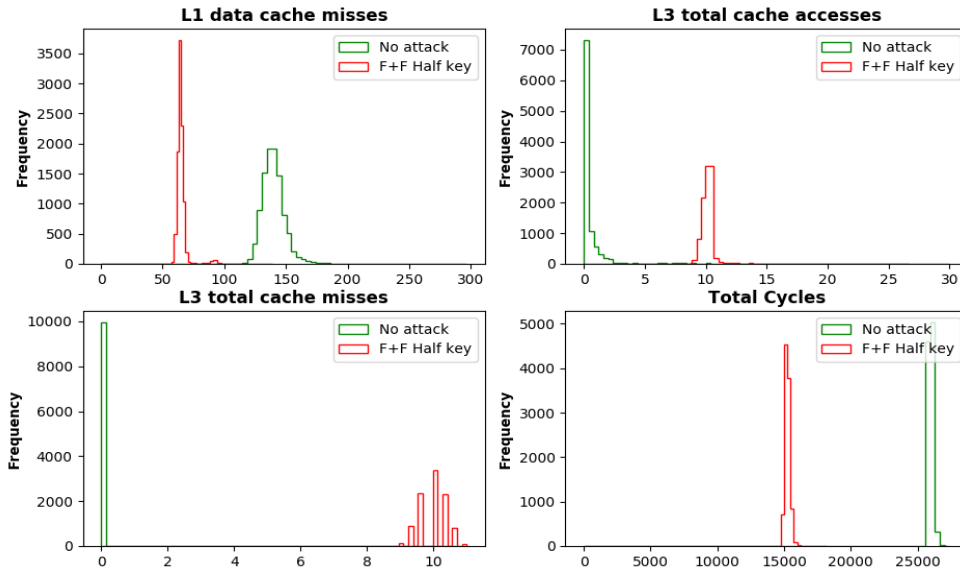 L1 data cache misses
Frequency
3500
3000
2500
2000
1500
1000
500
0
0 50 100 150 200 250 300
No attack
F+F Half key
L3 total cache accesses
Frequency
7000
6000
5000
4000
3000
2000
1000
0
0 5 10 15 20 25 30
No attack
F+F Half key
L3 total cache misses
Frequency
10000
8000
6000
4000
2000
0
0 2 4 6 8 10
No attack
F+F Half key
Total Cycles
Frequency
5000
4000
3000
2000
1000
0
0 5000 10000 15000 20000 25000
No attack
F+F Half key